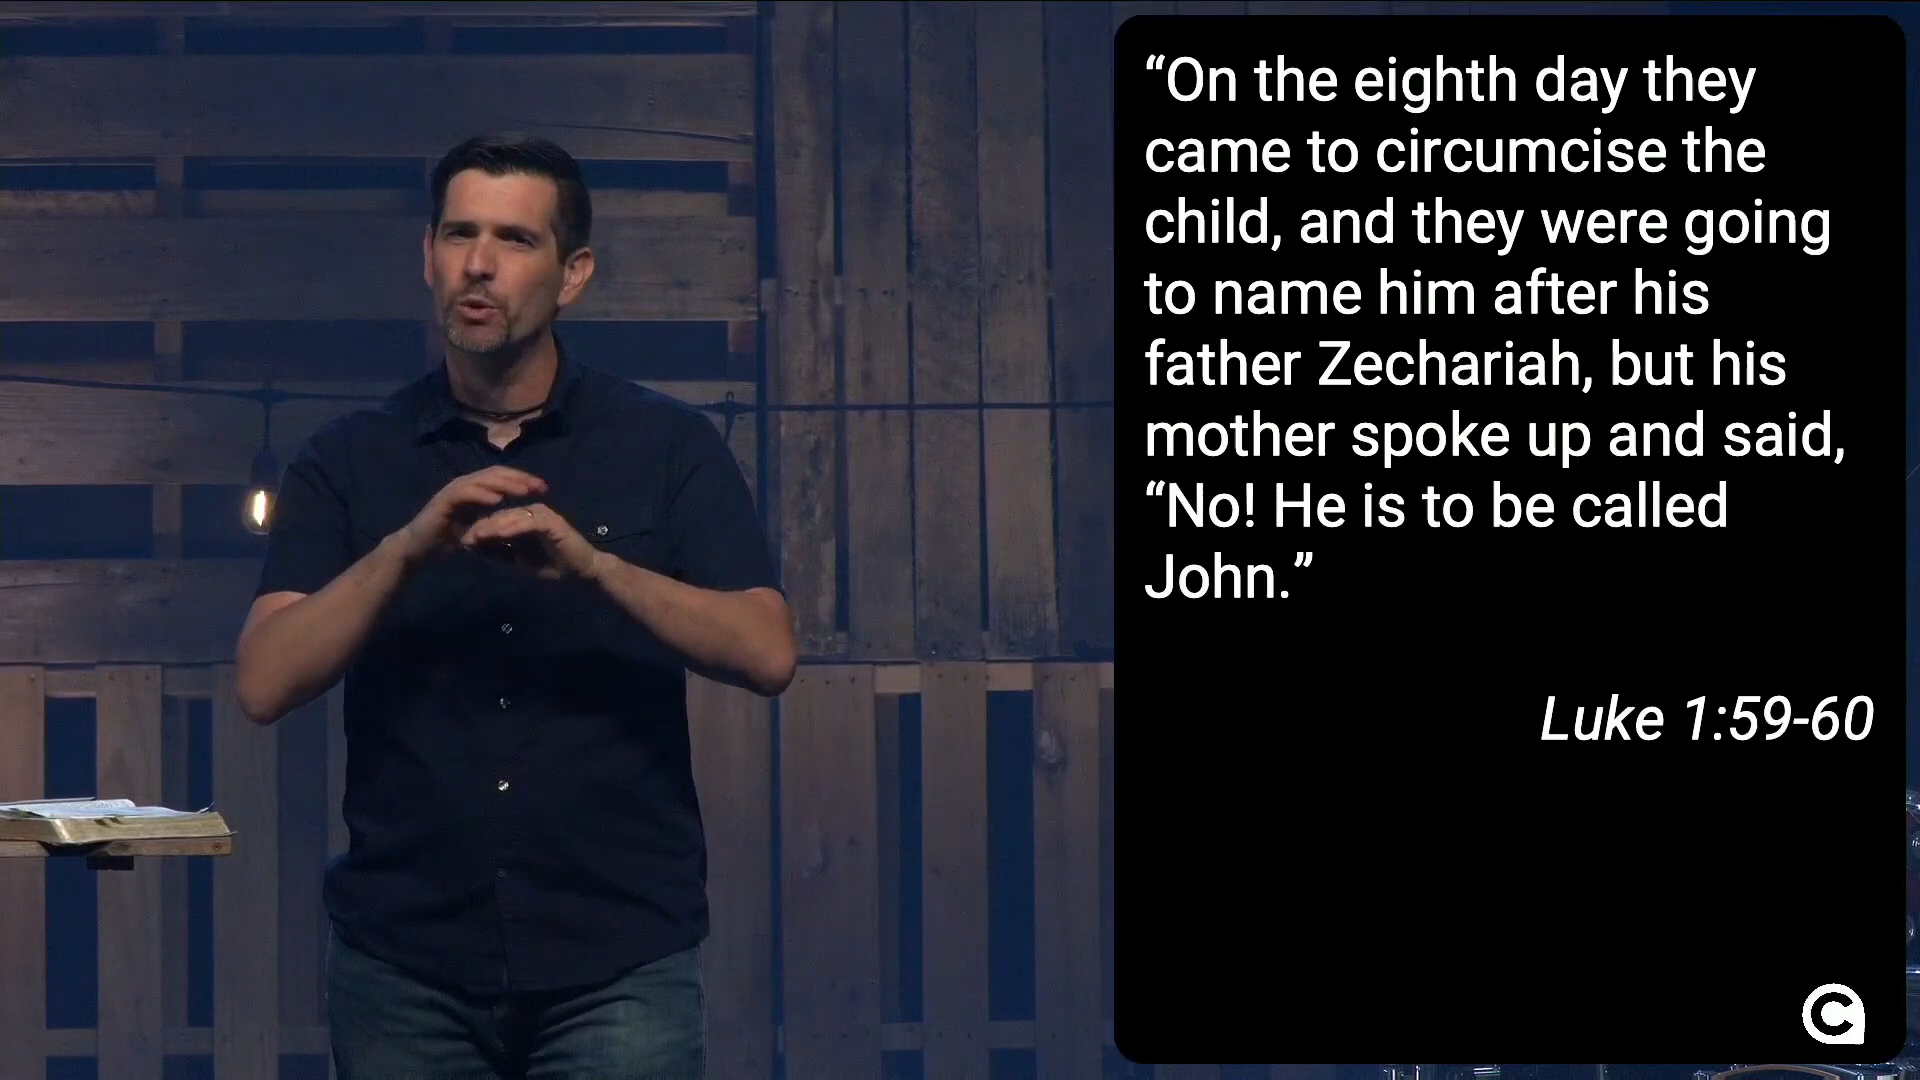 “On the eighth day they
came to circumcise the
child, and they were going
to name him after his
father Zechariah, but his
mother spoke up and said,
“No! He is to be called
John.”
Luke 1:59-60